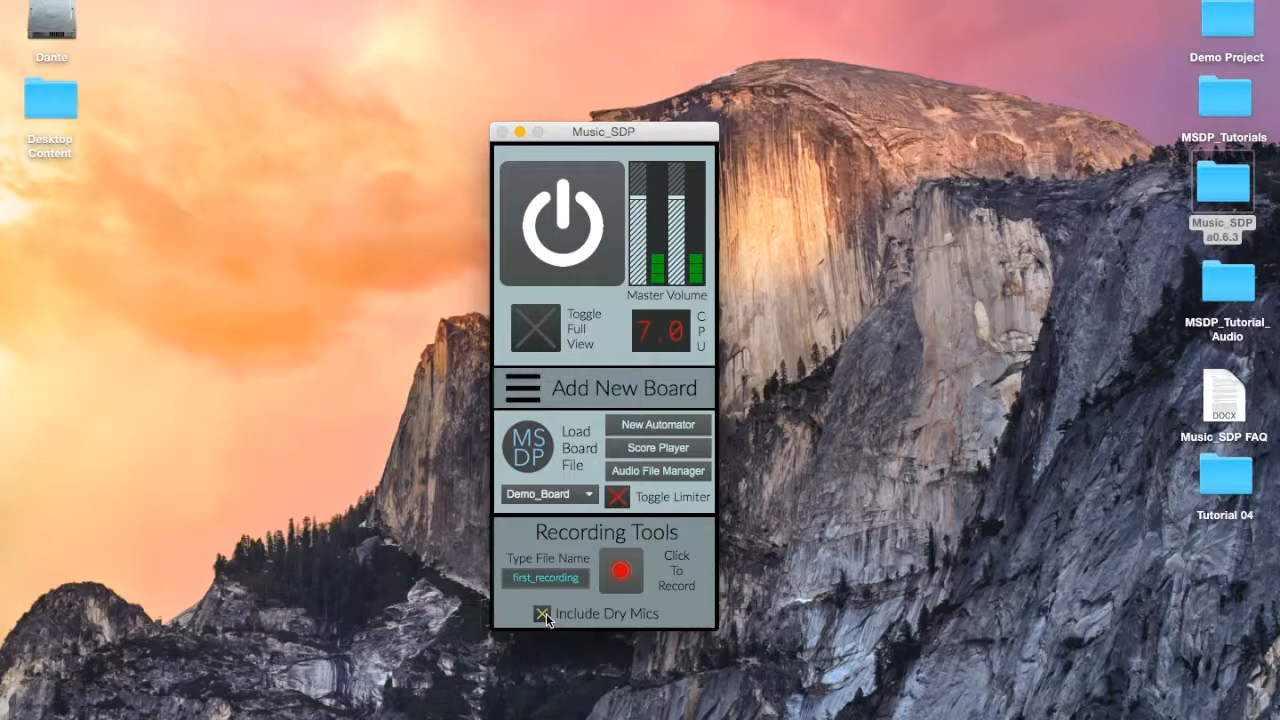 Dante
Desktop
Content
Demo Project
MSDP_Tutorials
Music_SDP
a0.6.3
MSDP_Tutorial_
Audio
DOCX
Music_SDP FAQ
Tutorial 04
Music_SDP
Master Volume
Toggle
Full
View
7.0
C
P
U
Add New Board
MS
DP
Load
Board
File
New Automator
Score Player
Audio File Manager
Demo_Board
Toggle Limiter
Recording Tools
Type File Name
first_recording
Click
To
Record
Include Dry Mics